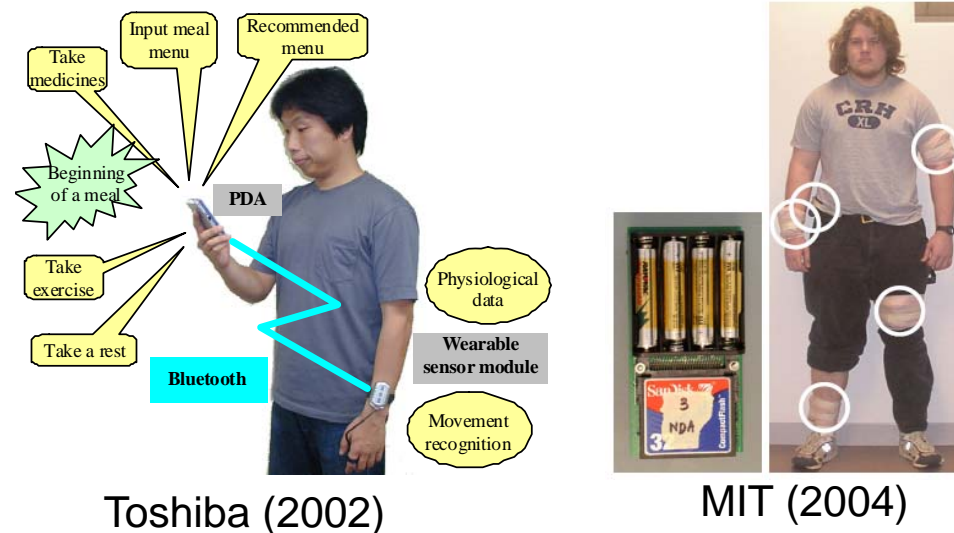 Take
medicines
Input meal
menu
Recommended
menu
Beginning
of a meal
PDA
Take
exercise
Take a rest
Bluetooth
Physiological
data
Wearable
sensor module
Movement
recognition
Toshiba (2002)
CRH
XL
SanDisk
3
NDA
CompactFlash
MIT (2004)